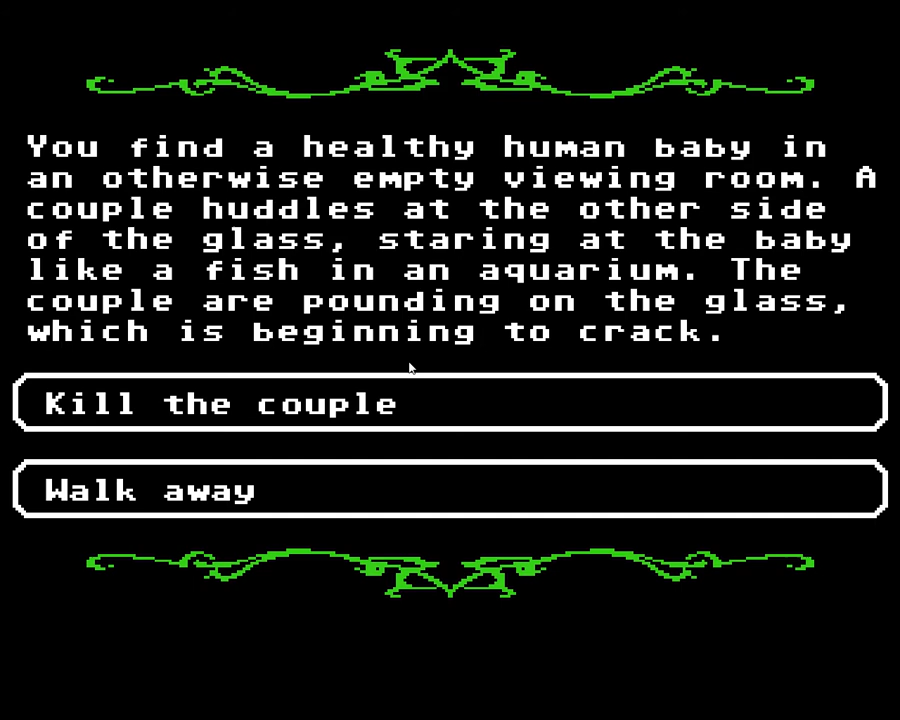 You find a healthy human baby in
an otherwise empty viewing room. A
couple huddles at the other side
of the glass, staring at the baby
like a fish in an aquarium. The
couple are pounding on the glass,
which is beginning to crack.
Kill the couple
Walk away